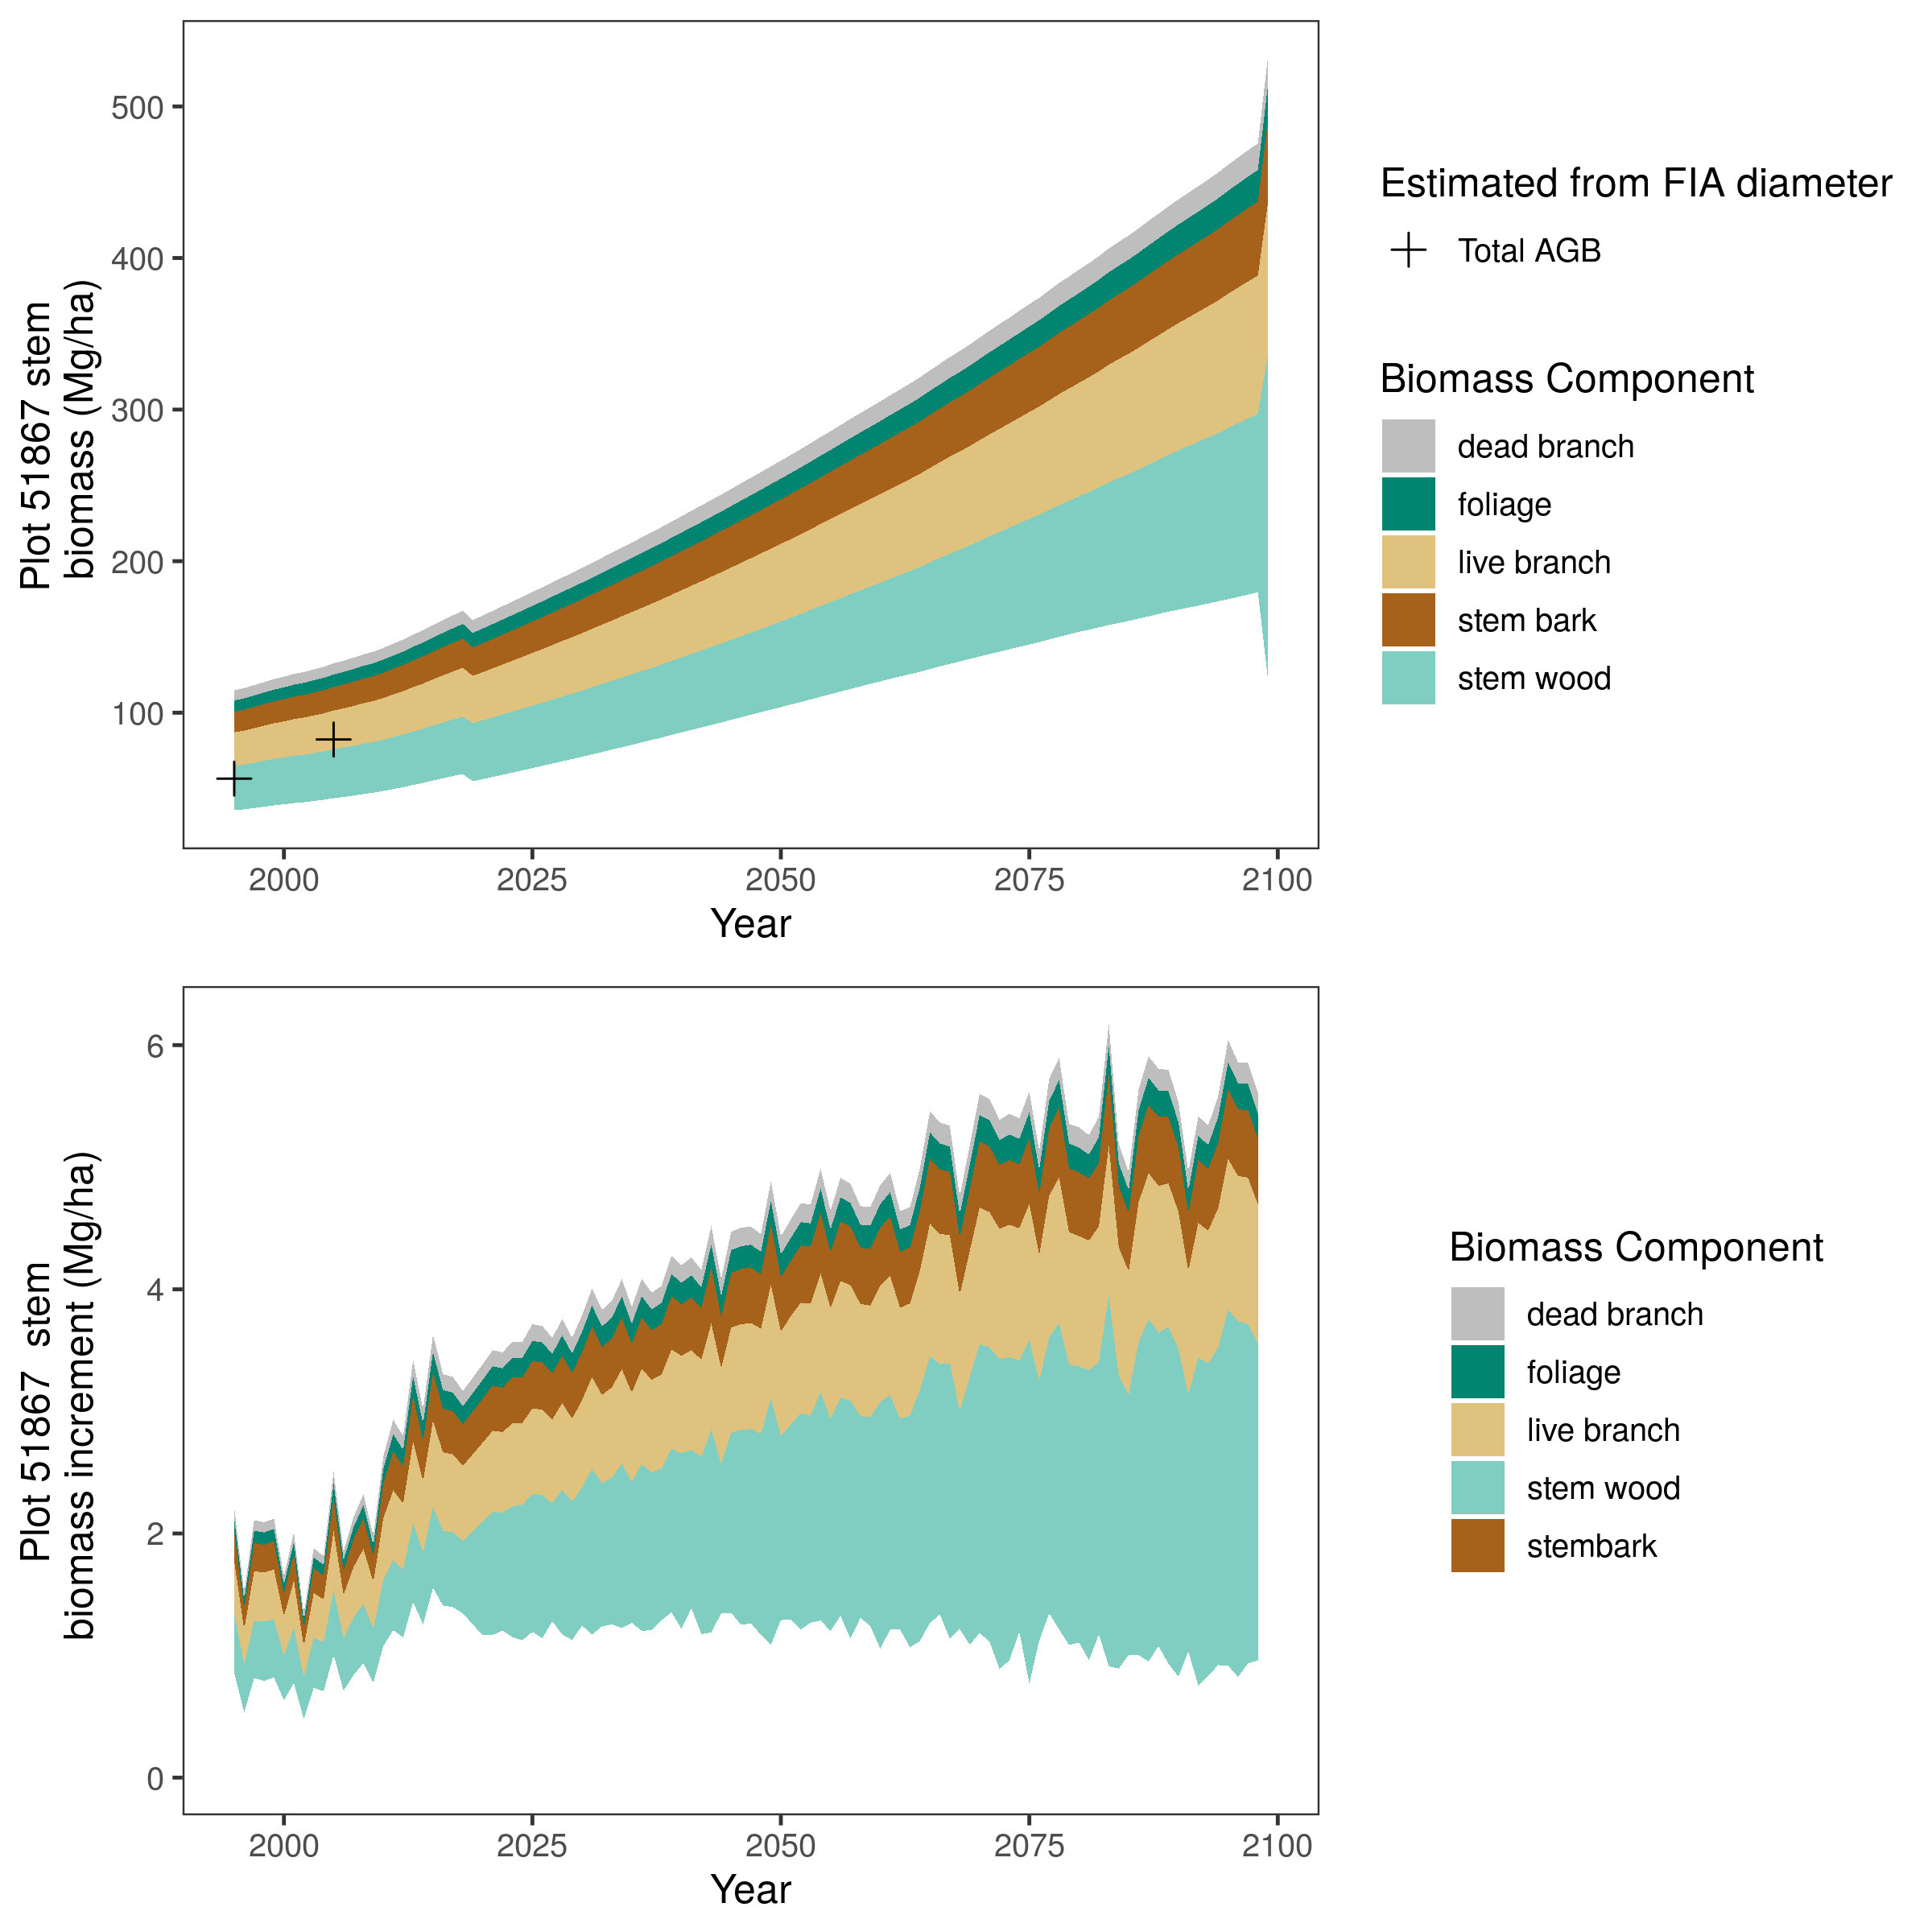 Plot 51867 stem
biomass (Mg/ha)
500
400
300
200
100
2000 2025 2050 2075 2100
Year
Estimated from FIA diameter
Total AGB
Biomass Component
dead branch
foliage
live branch
stem bark
stem wood
Plot 51867 stem
biomass increment (Mg/ha)
6
4
2
0
2000 2025 2050 2075 2100
Year
Biomass Component
dead branch
foliage
live branch
stem wood
stembark